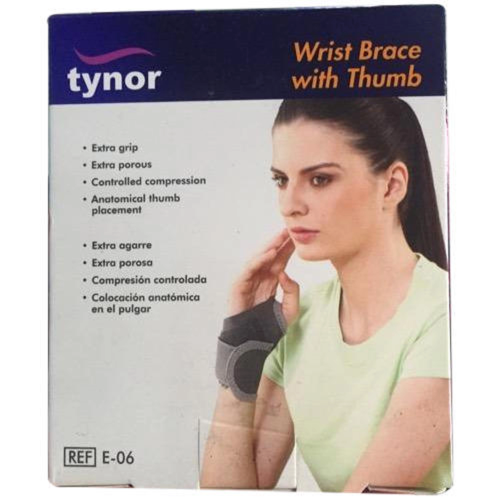 tynor
Wrist Brace
with Thumb
• Extra grip
• Extra porous
• Controlled compression
• Anatomical thumb
placement
• Extra agarre
• Extra porosa
• Compresión controlada
• Colocación anatómica
en el pulgar
REF E-06